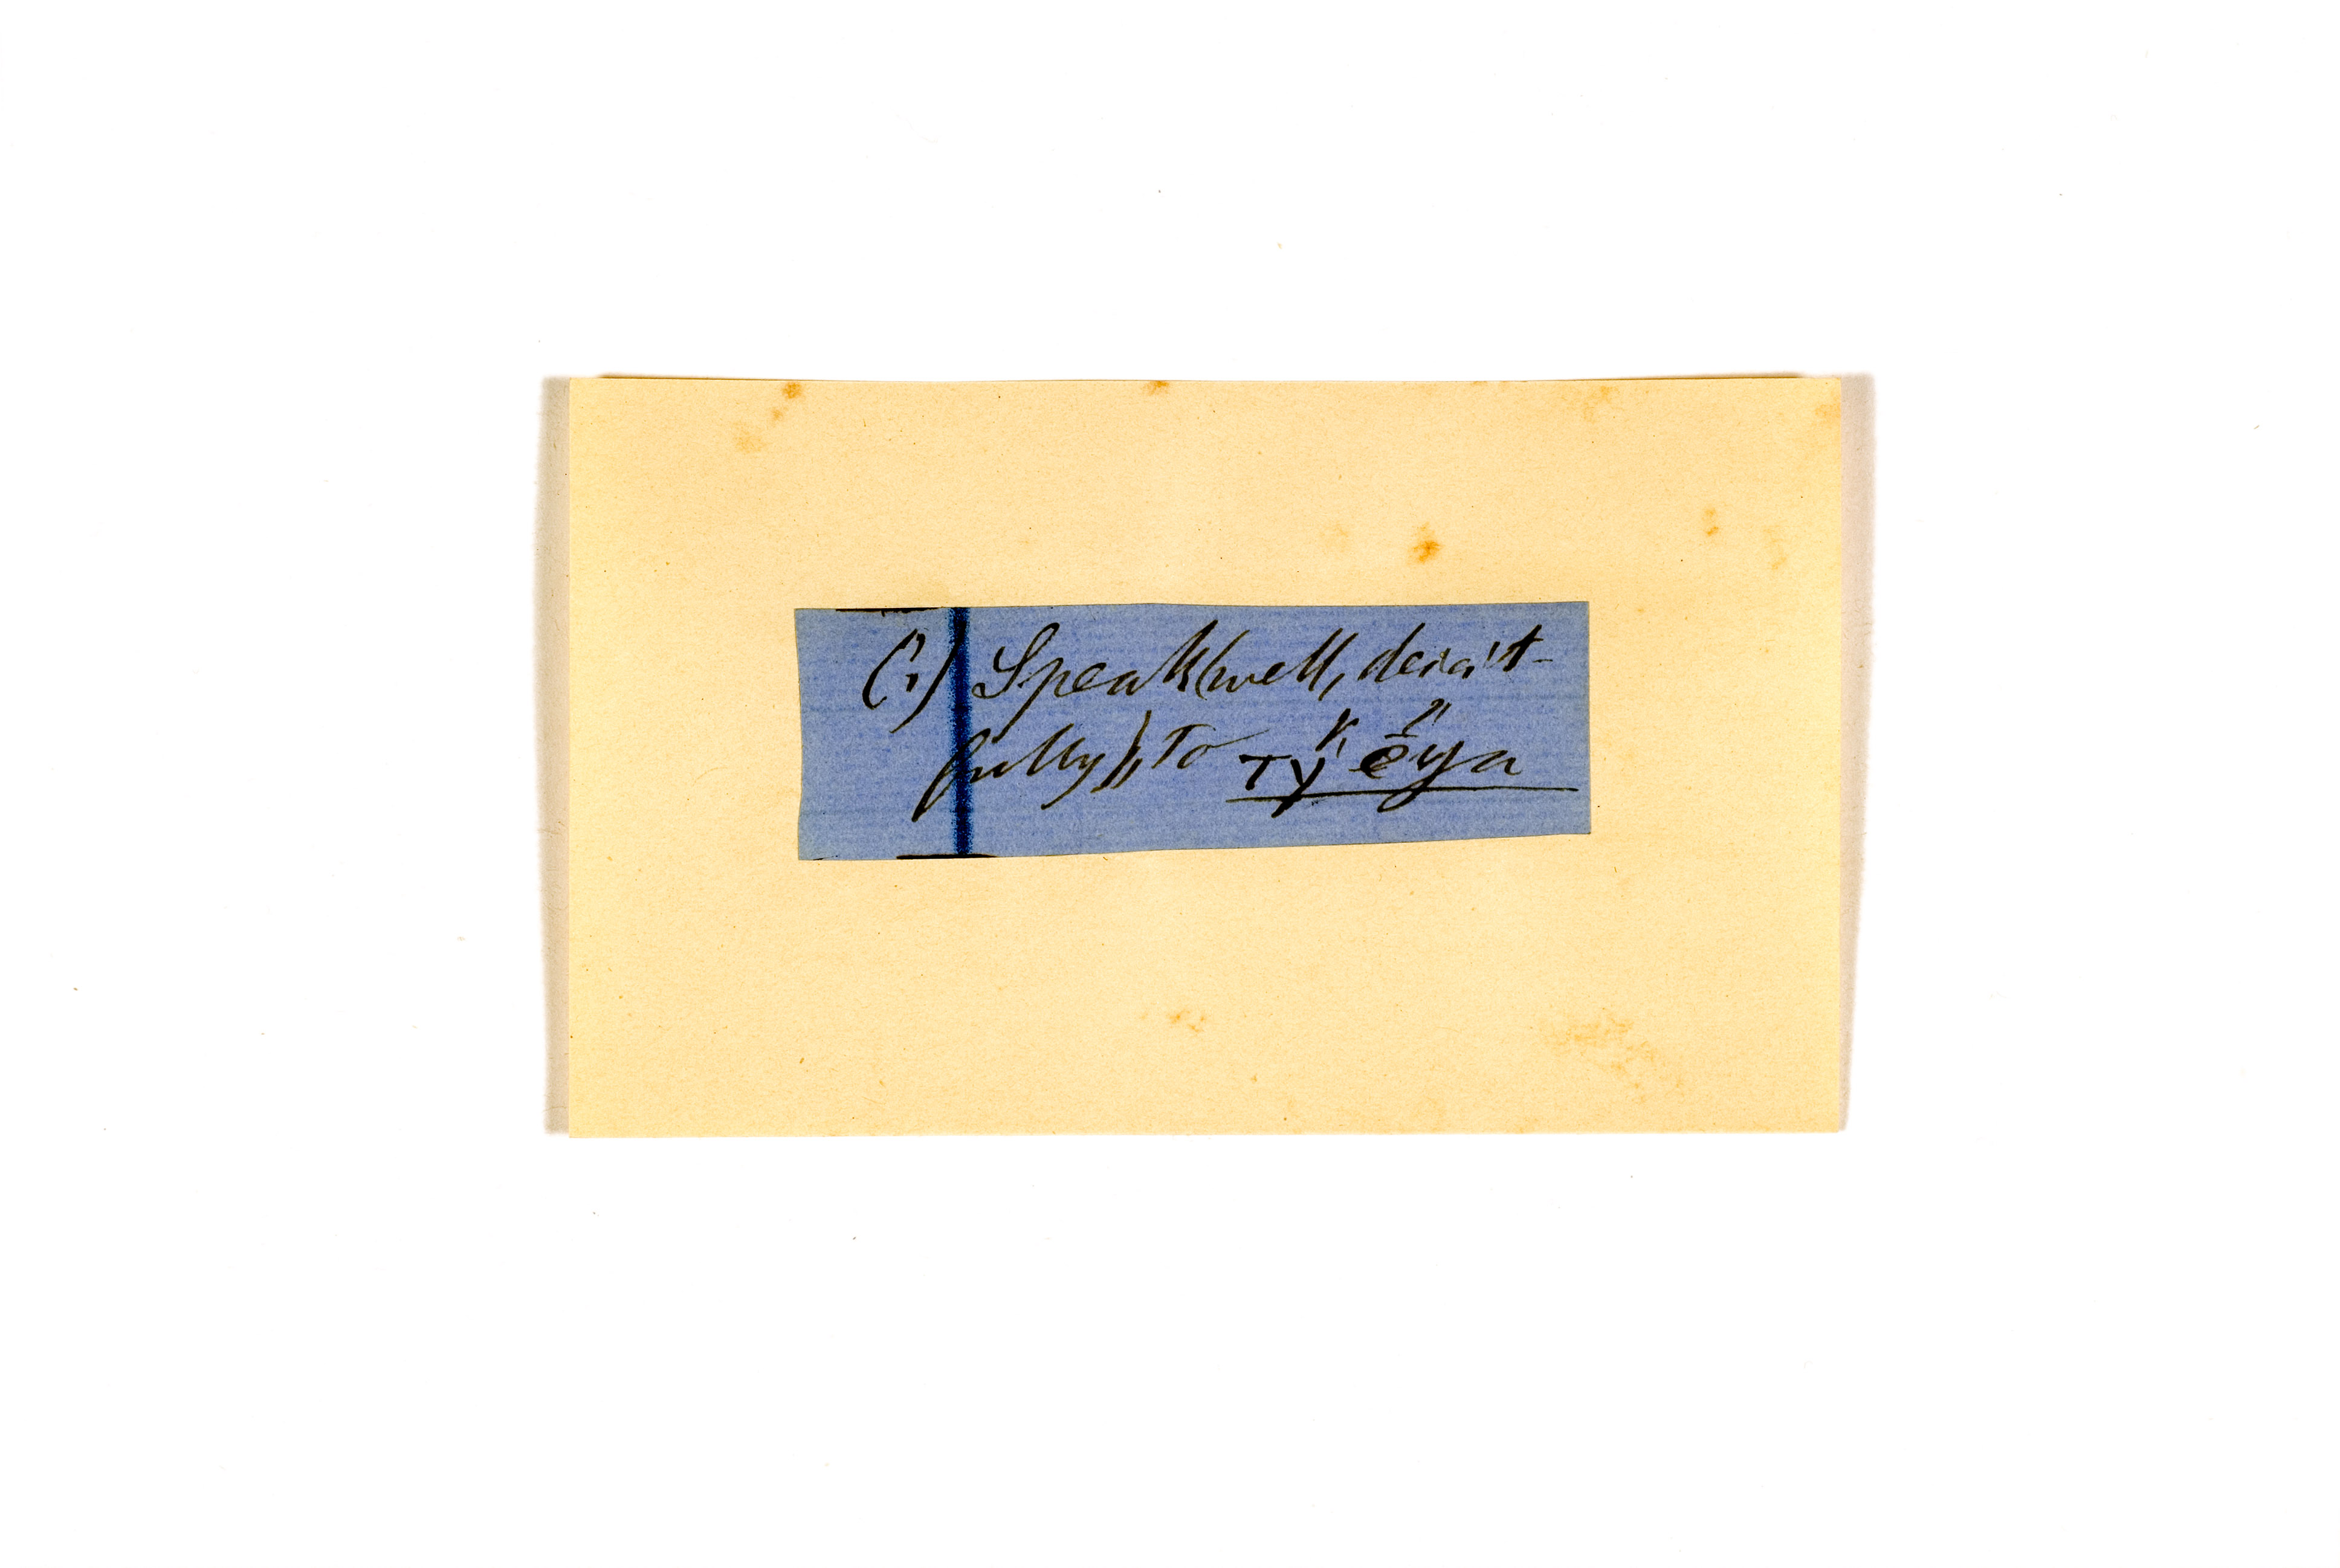 (1) Speak (well, deceit-
fully), to